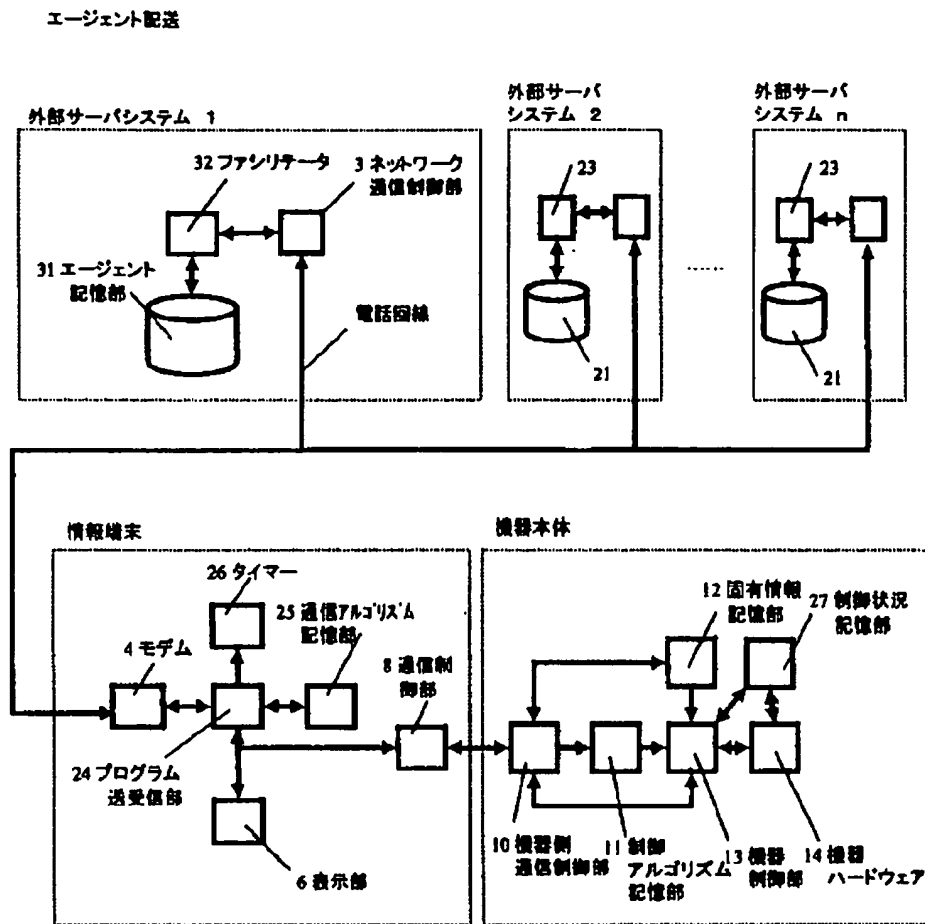 エージェント配送
外部サーバシステム 1
外部サーバ
システム 2
外部サーバ
システム n
32 ファシリテータ
3 ネットワーク
通信制御部
31 エージェント
記憶部
電話回線
23
21
……
23
21
情報端末
26 タイマー
25 通信アルゴリズム
記憶部
4 モデム
8 通信制
御部
24 プログラム
送受信部
6 表示部
機器本体
12 固有情報
記憶部
27 制御状況
記憶部
10 機器側
通信制御部
11 制御
アルゴリズム
記憶部
13 機器
制御部
14 機器
ハードウェア